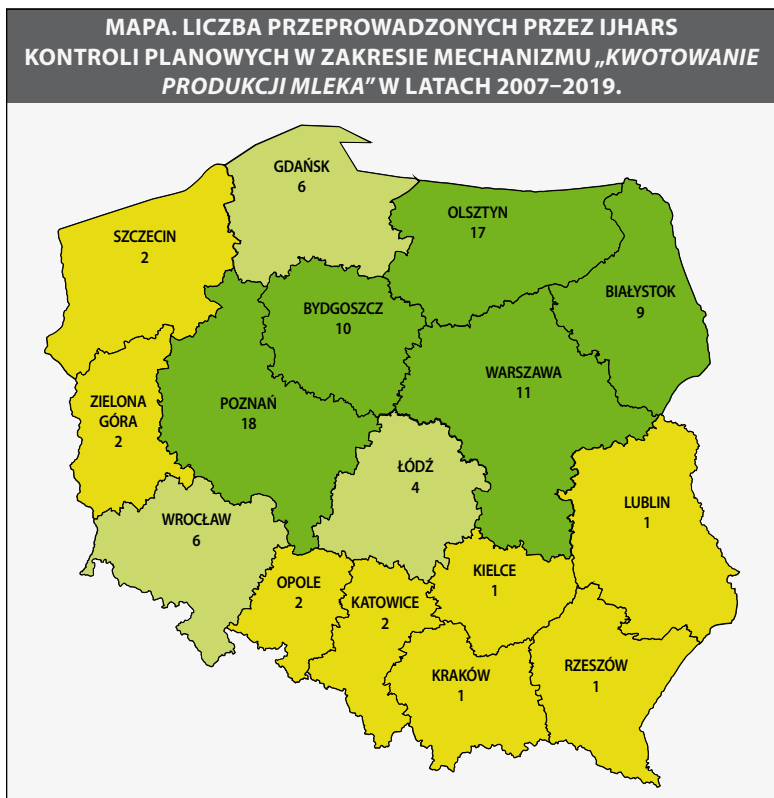 MAPA. LICZBA PRZEPROWADZONYCH PRZEZ IJHARS
KONTROLI PLANOWYCH W ZAKRESIE MECHANIZMU „KWOTOWANIE
PRODUKCJI MLEKA” W LATACH 2007–2019.
GDAŃSK
6
OLSZTYN
17
SZCZECIN
2
BIAŁYSTOK
9
BYDGOSZCZ
10
WARSZAWA
11
ZIELONA
GÓRA
2
POZNAŃ
18
ŁÓDŹ
4
LUBLIN
1
WROCŁAW
6
OPOLE
2
KATOWICE
2
KIELCE
1
KRAKÓW
1
RZESZÓW
1